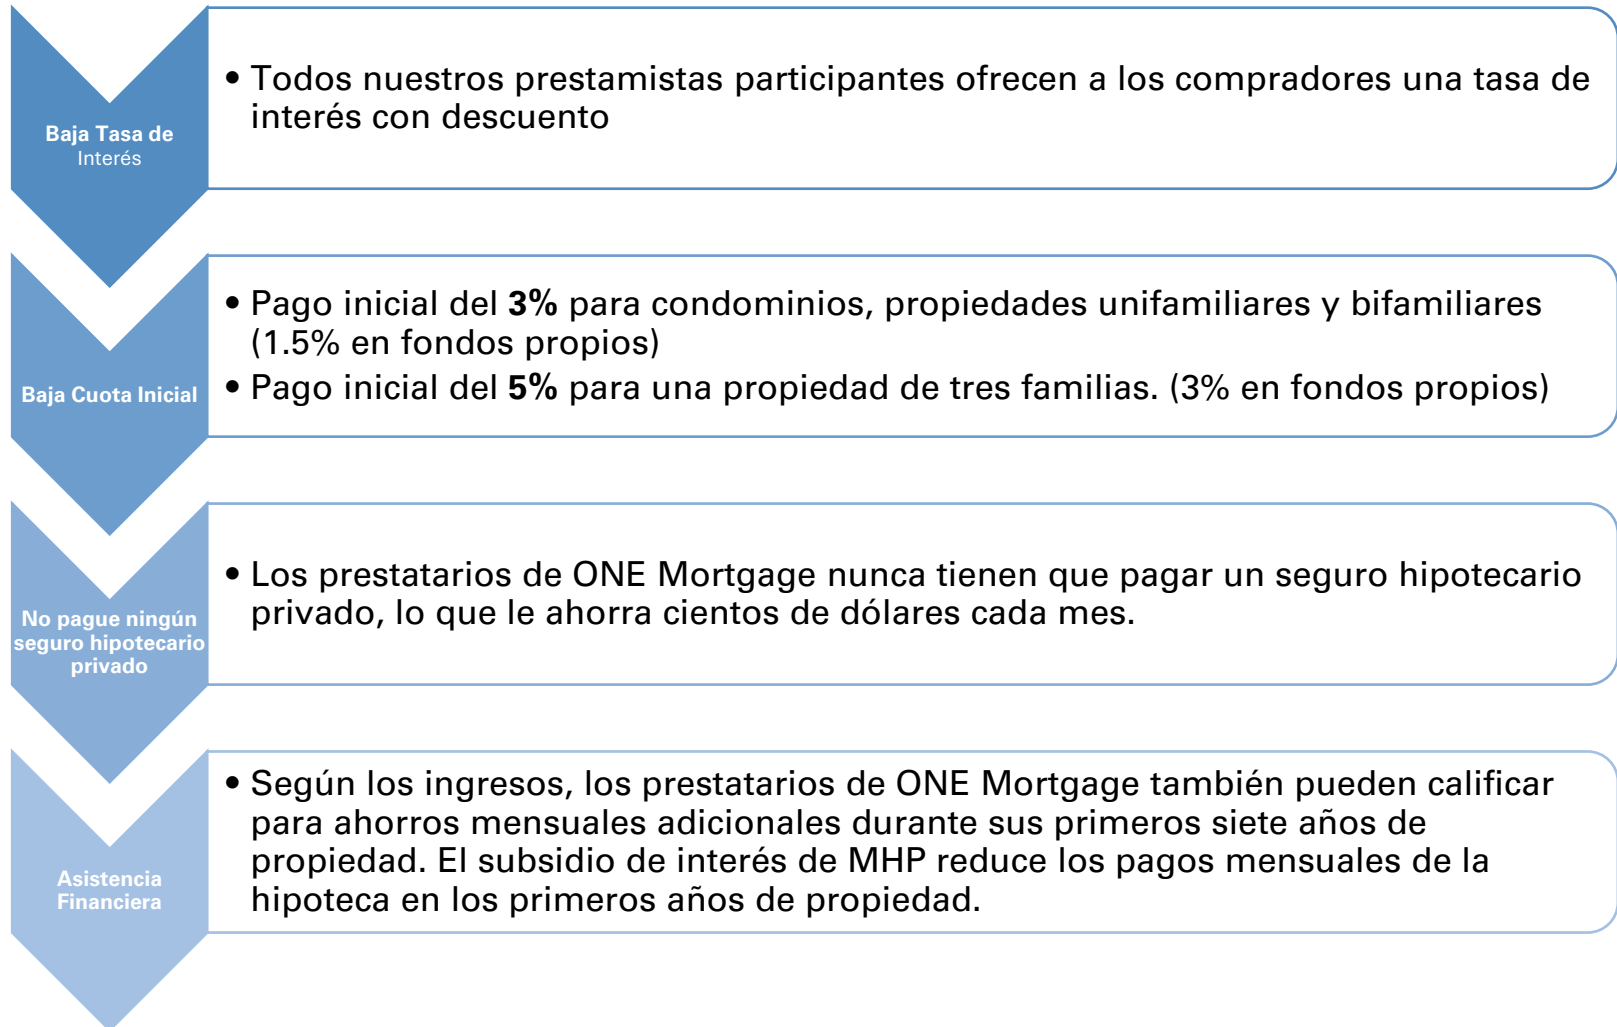 Baja Tasa de
Interés
• Todos nuestros prestamistas participantes ofrecen a los compradores una tasa de
interés con descuento
Baja Cuota Inicial
• Pago inicial del 3% para condominios, propiedades unifamiliares y bifamiliares
(1.5% en fondos propios)
• Pago inicial del 5% para una propiedad de tres familias. (3% en fondos propios)
No pague ningún
seguro hipotecario
privado
• Los prestatarios de ONE Mortgage nunca tienen que pagar un seguro hipotecario
privado, lo que le ahorra cientos de dólares cada mes.
Asistencia
Financiera
• Según los ingresos, los prestatarios de ONE Mortgage también pueden calificar
para ahorros mensuales adicionales durante sus primeros siete años de
propiedad. El subsidio de interés de MHP reduce los pagos mensuales de la
hipoteca en los primeros años de propiedad.